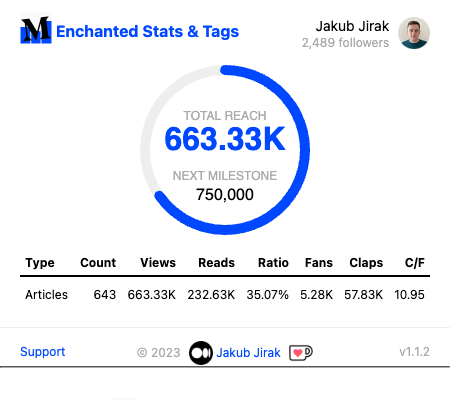 M Enchanted Stats & Tags
Jakub Jirak
2,489 followers
TOTAL REACH
663.33K
NEXT MILESTONE
750,000
Type Count Views Reads Ratio Fans Claps C/F
Articles 643 663.33K 232.63K 35.07% 5.28K 57.83K 10.95
Support © 2023 Jakub Jirak v1.1.2